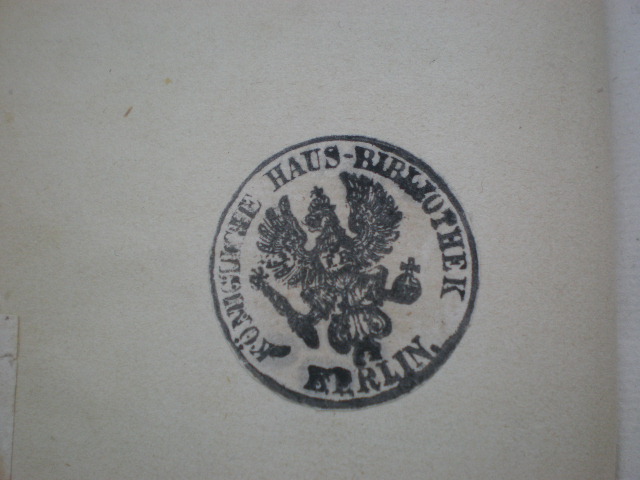 KÖNIGLICHE HAUS-BIBLIOTHEK
BERLIN.